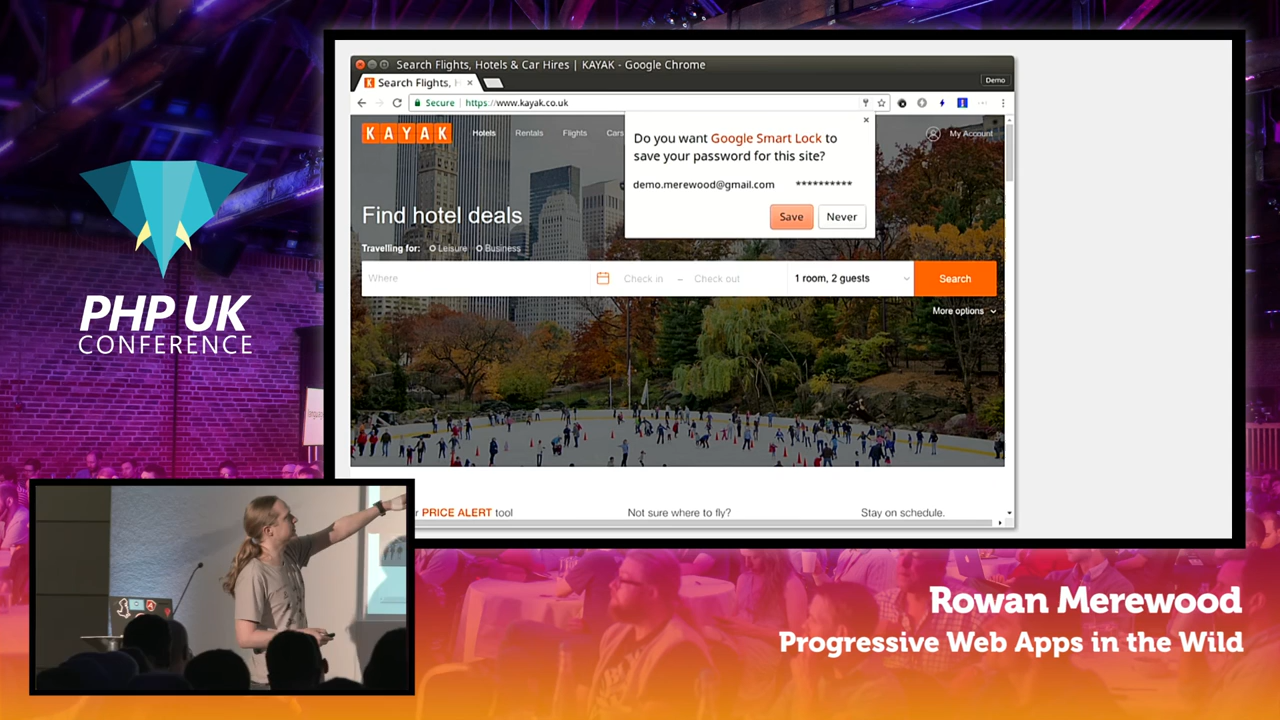 Search Flights, Hotels & Car Hires | KAYAK - Google Chrome
Search Flights, H
Demo
Secure
https://www.kayak.co.uk
KAYAK
Hotels
Rentals
Flights
Cars
My Account
Do you want Google Smart Lock to
save your password for this site?
demo.merewood@gmail.com **********
Save
Never
Find hotel deals
Travelling for:
Leisure
Business
Where
Check in – Check out
1 room, 2 guests
Search
More options
r PRICE ALERT tool
Not sure where to fly?
Stay on schedule.
PHP UK
CONFERENCE
Rowan Merewood
Progressive Web Apps in the Wild